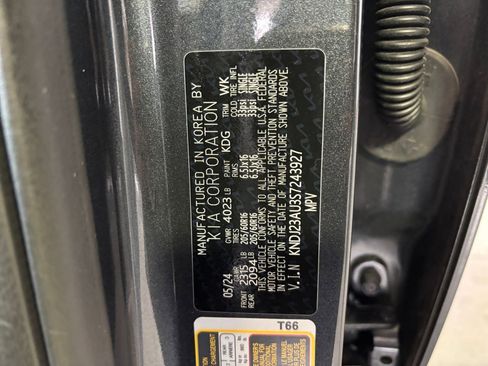 MANUFACTURED IN KOREA BY
KIA CORPORATION
05/24 GVWR 4023 LB PAINT KDG TRIM WK
GAWR TIRES RIMS COLD TIRE INFL
FRONT 2315 LB 205/60R16 6.5Jx16 33psi SINGLE
REAR 2094 LB 205/60R16 6.5Jx16 33psi SINGLE
THIS VEHICLE CONFORMS TO ALL APPLICABLE U.S.A. FEDERAL
MOTOR VEHICLE SAFETY AND THEFT PREVENTION STANDARDS
IN EFFECT ON THE DATE OF MANUFACTURE SHOWN ABOVE.
V.I.N KNDJ23AU3S7243927
MPV
T66
CHARGEMENT